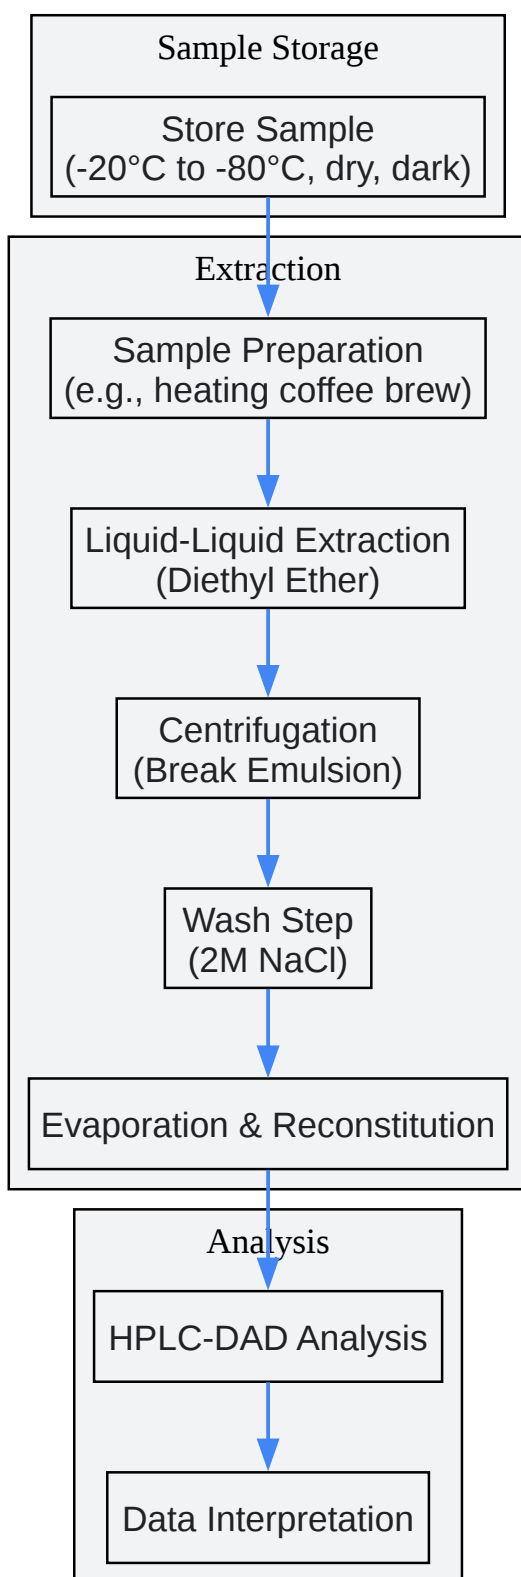 Sample Storage
Store Sample
(-20°C to -80°C, dry, dark)
Extraction
Sample Preparation
(e.g., heating coffee brew)
Liquid-Liquid Extraction
(Diethyl Ether)
Centrifugation
(Break Emulsion)
Wash Step
(2M NaCl)
Evaporation & Reconstitution
Analysis
HPLC-DAD Analysis
Data Interpretation